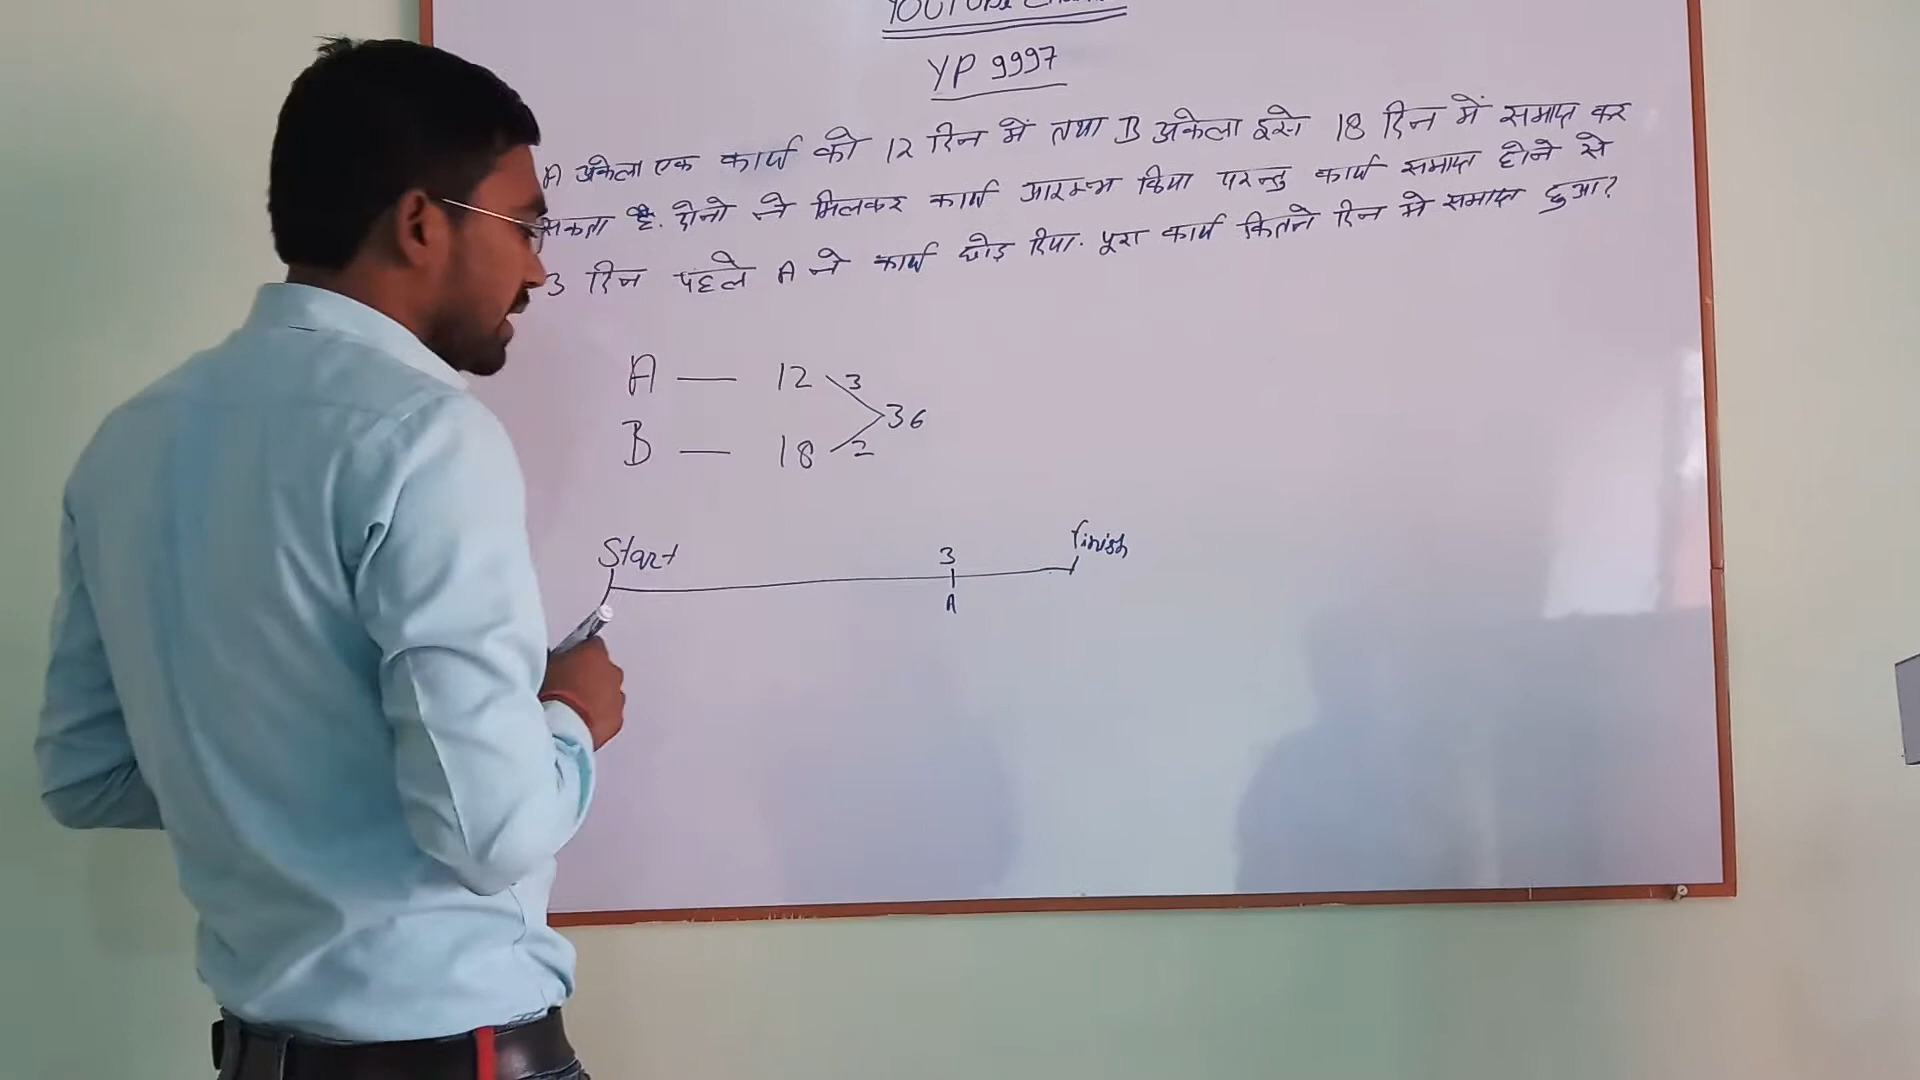 YOUTUBE
YP 9997
A अकेला एक कार्य को 12 दिन में तथा B अकेला इसे 18 दिन में समाप्त कर
सकता है. दोनो ने मिलकर कार्य आरम्भ किया परन्तु कार्य समाप्त होने से
3 दिन पहले A ने कार्य छोड़ दिया. पूरा कार्य कितने दिन मे समाप्त हुआ?
A — 12 3
36
B — 18 2
Start 3 finish
A